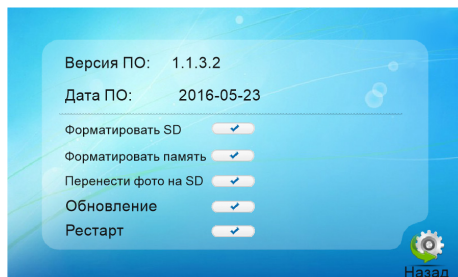 Версия ПО: 1.1.3.2
Дата ПО: 2016-05-23
Форматировать SD
Форматировать память
Перенести фото на SD
Обновление
Рестарт
Назад